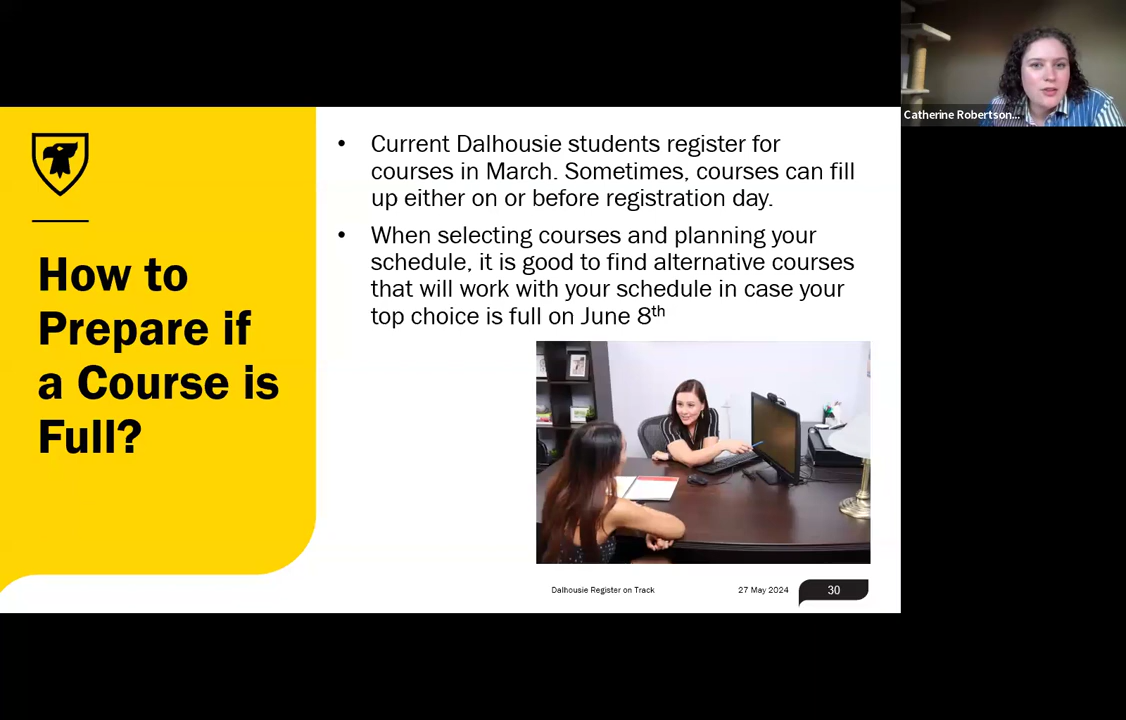 Catherine Robertson...
How to
Prepare if
a Course is
Full?
• Current Dalhousie students register for
courses in March. Sometimes, courses can fill
up either on or before registration day.
• When selecting courses and planning your
schedule, it is good to find alternative courses
that will work with your schedule in case your
top choice is full on June 8th
Dalhousie Register on Track
27 May 2024
30